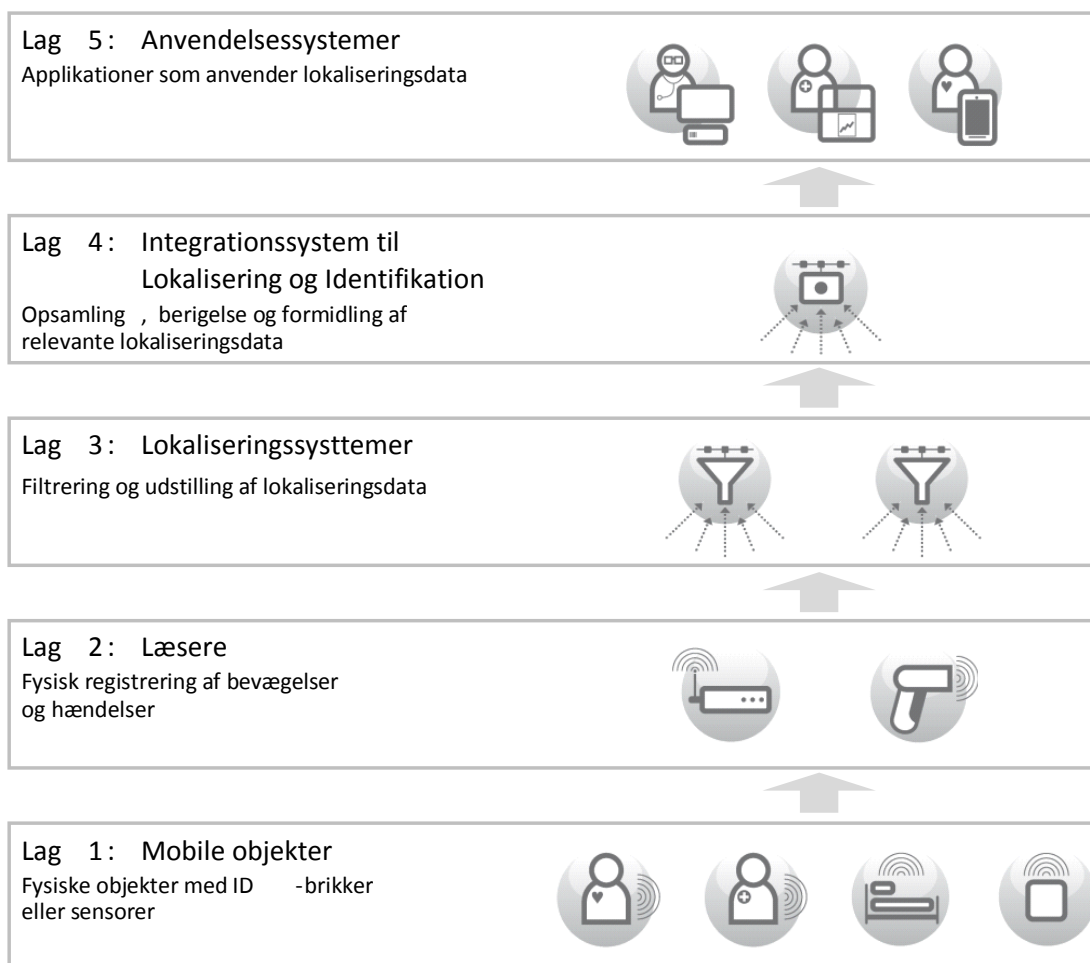 Lag 5: Anvendelsessystemer
Applikationer som anvender lokaliseringsdata
Lag 4: Integrationssystem til
Lokalisering og Identifikation
Opsamling , berigelse og formidling af
relevante lokaliseringsdata
Lag 3: Lokaliseringssysttemer
Filtrering og udstilling af lokaliseringsdata
Lag 2: Læsere
Fysisk registrering af bevægelser
og hændelser
Lag 1: Mobile objekter
Fysiske objekter med ID -brikker
eller sensorer